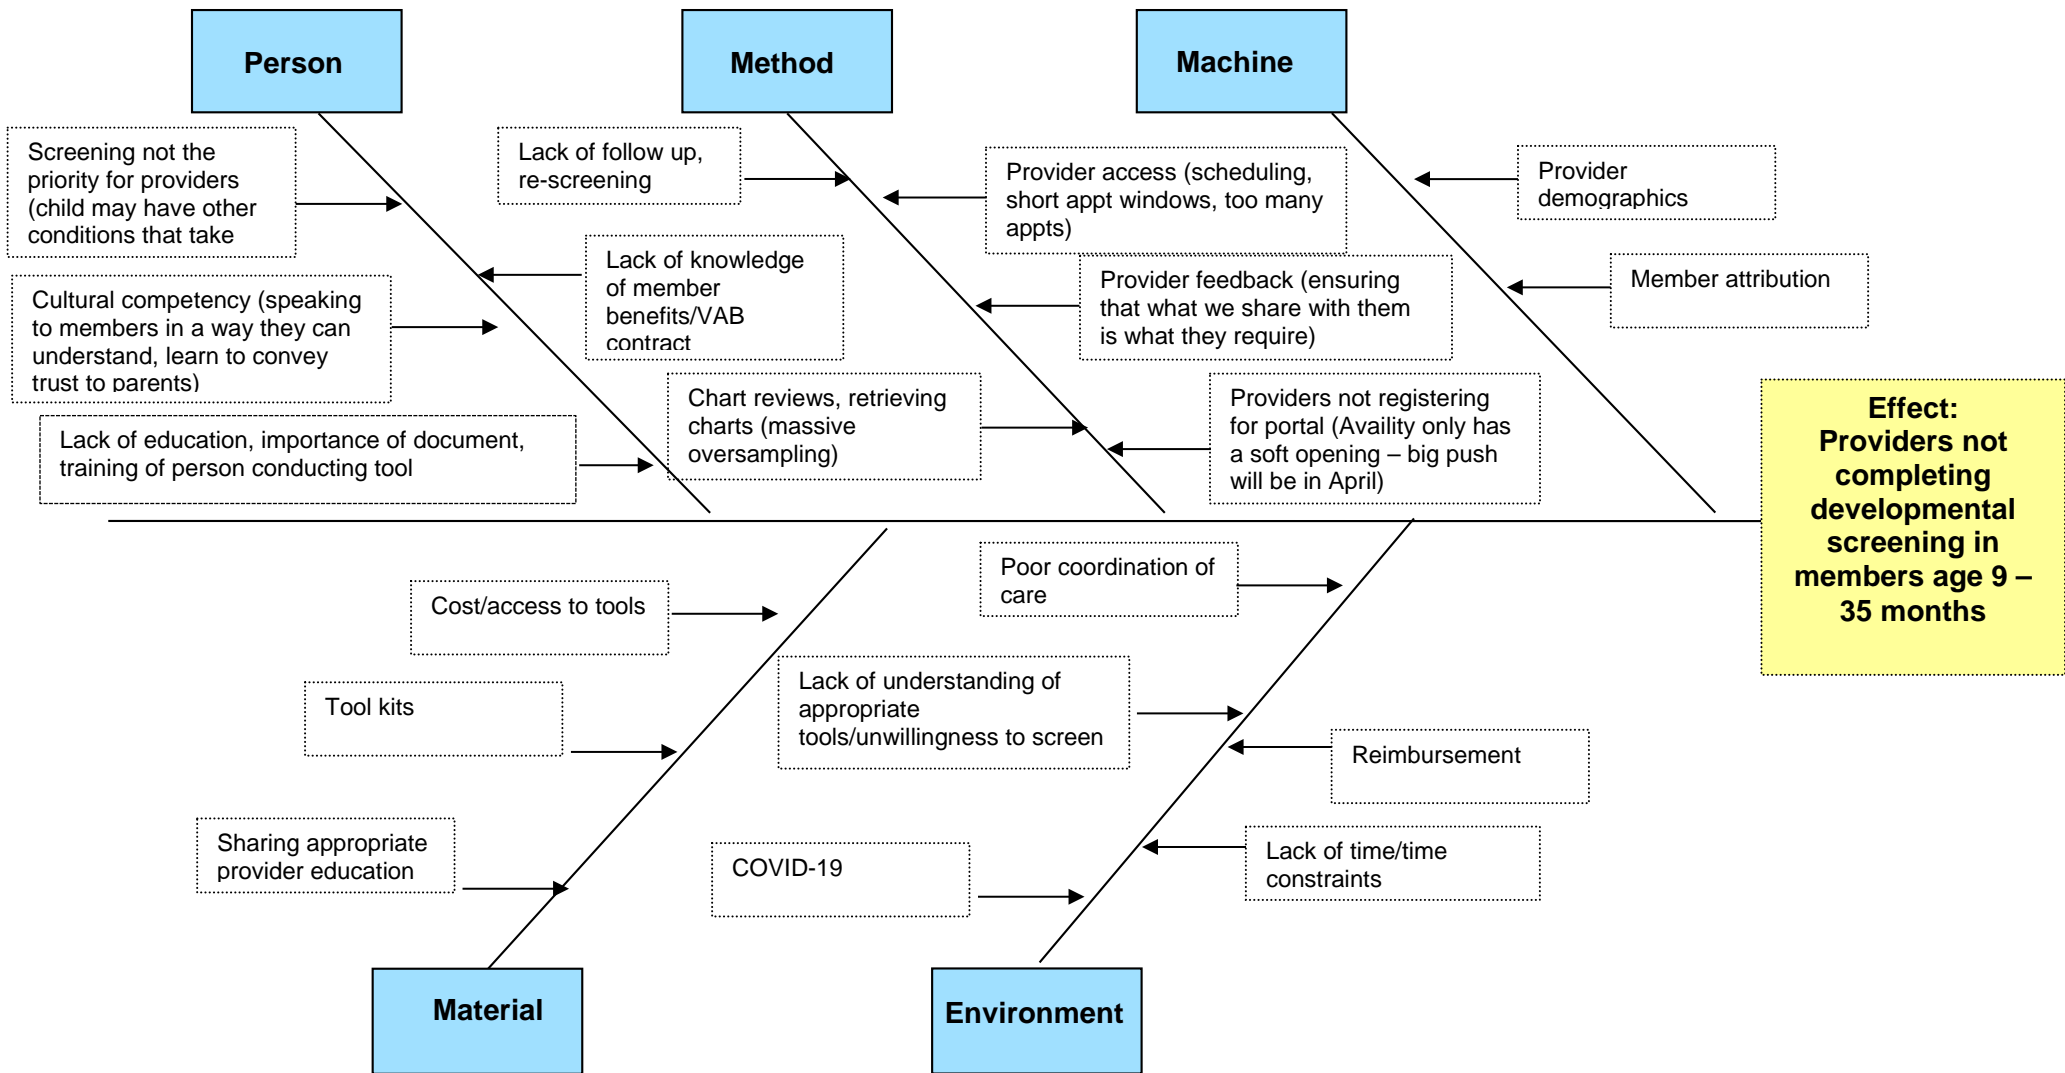 Person
Method
Machine
Screening not the
priority for providers
(child may have other
conditions that take
Lack of follow up,
re-screening
Provider access (scheduling,
short appt windows, too many
appts)
Provider
demographics
Cultural competency (speaking
to members in a way they can
understand, learn to convey
trust to parents)
Lack of knowledge
of member
benefits/VAB
contract
Provider feedback (ensuring
that what we share with them
is what they require)
Member attribution
Lack of education, importance of document,
training of person conducting tool
Chart reviews, retrieving
charts (massive
oversampling)
Providers not registering
for portal (Availity only has
a soft opening – big push
will be in April)
Effect:
Providers not
completing
developmental
screening in
members age 9 –
35 months
Cost/access to tools
Poor coordination of
care
Tool kits
Lack of understanding of
appropriate
tools/unwillingness to screen
Reimbursement
Sharing appropriate
provider education
COVID-19
Lack of time/time
constraints
Material
Environment